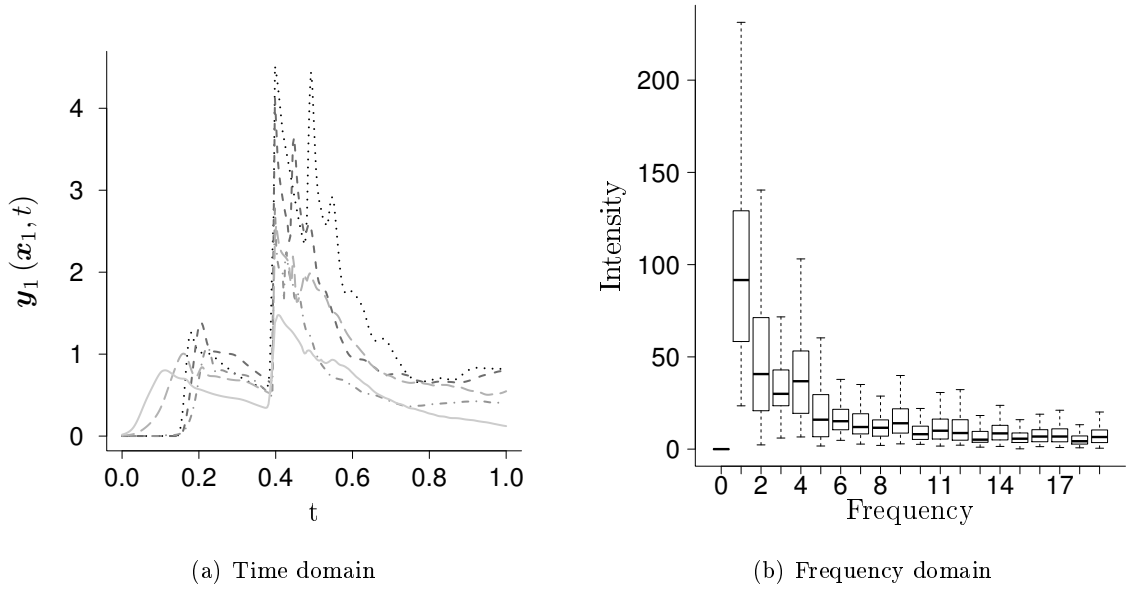 4
3
2
1
0
y₁ (x₁, t)
0.0 0.2 0.4 0.6 0.8 1.0
t
(a) Time domain
200
150
100
50
0
Intensity
0 2 4 6 8 11 14 17
Frequency
(b) Frequency domain